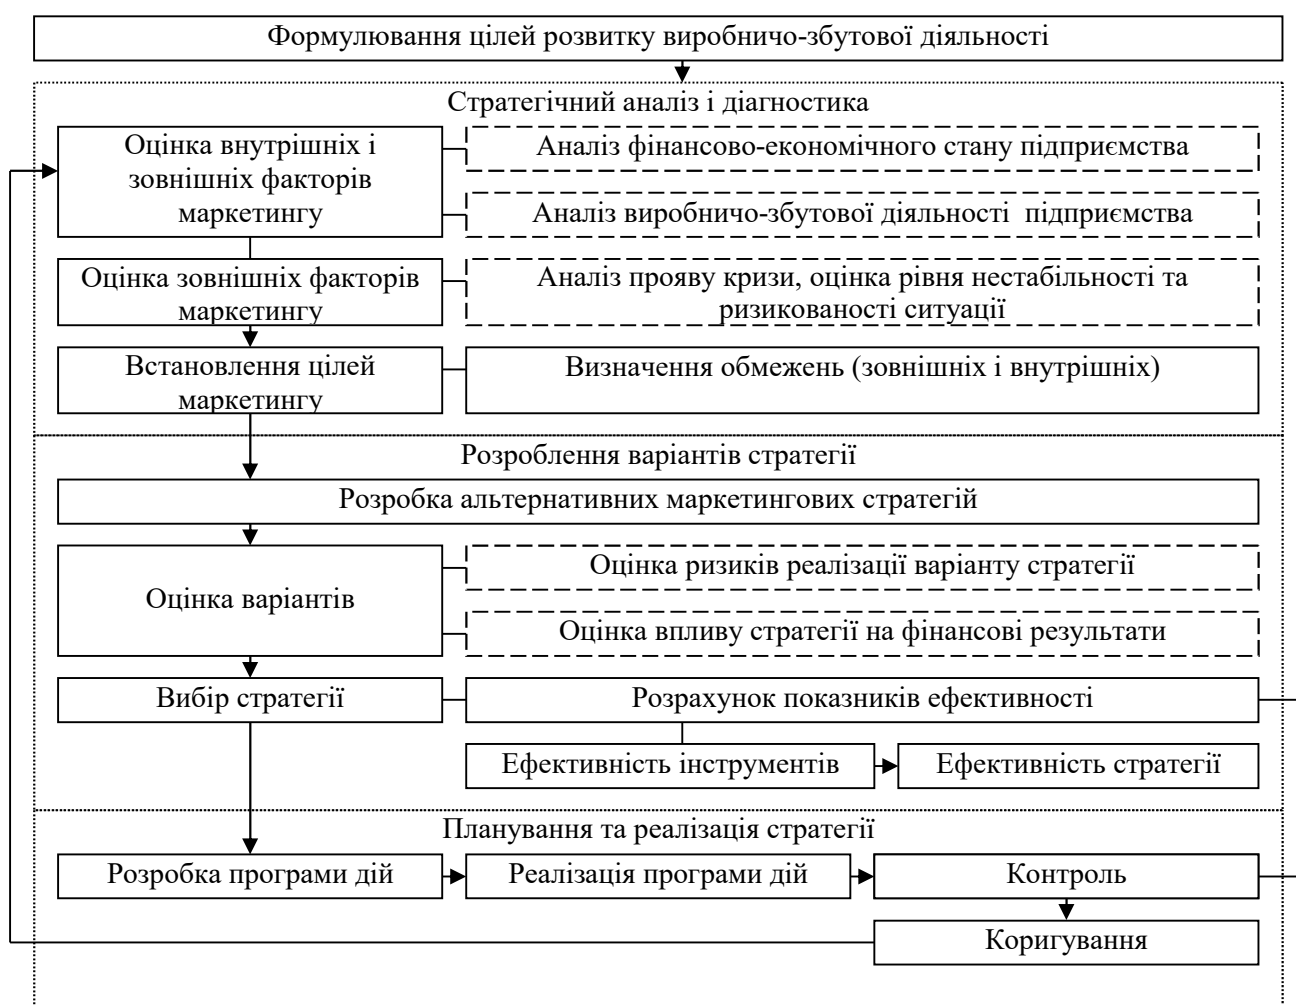 Формулювання цілей розвитку виробничо-збутової діяльності
Стратегічний аналіз і діагностика
Оцінка внутрішніх і
зовнішніх факторів
маркетингу
Аналіз фінансово-економічного стану підприємства
Аналіз виробничо-збутової діяльності підприємства
Оцінка зовнішніх факторів
маркетингу
Аналіз прояву кризи, оцінка рівня нестабільності та
ризикованості ситуації
Встановлення цілей
маркетингу
Визначення обмежень (зовнішніх і внутрішніх)
Розроблення варіантів стратегії
Розробка альтернативних маркетингових стратегій
Оцінка варіантів
Оцінка ризиків реалізації варіанту стратегії
Оцінка впливу стратегії на фінансові результати
Вибір стратегії
Розрахунок показників ефективності
Ефективність інструментів
Ефективність стратегії
Планування та реалізація стратегії
Розробка програми дій
Реалізація програми дій
Контроль
Коригування